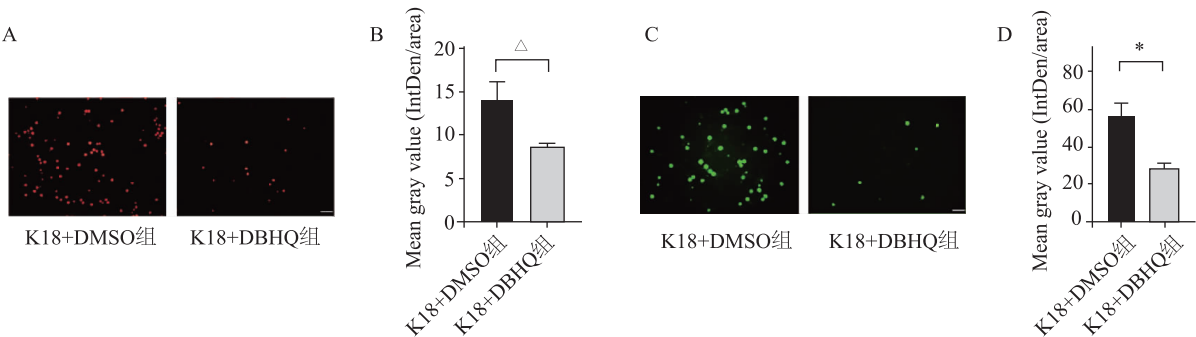 A
K18+DMSO组
K18+DBHQ组
B
Mean gray value (IntDen/area)
20
15
10
5
0
△
K18+DMSO组
K18+DBHQ组
C
K18+DMSO组
K18+DBHQ组
D
Mean gray value (IntDen/area)
80
60
40
20
0
*
K18+DMSO组
K18+DBHQ组